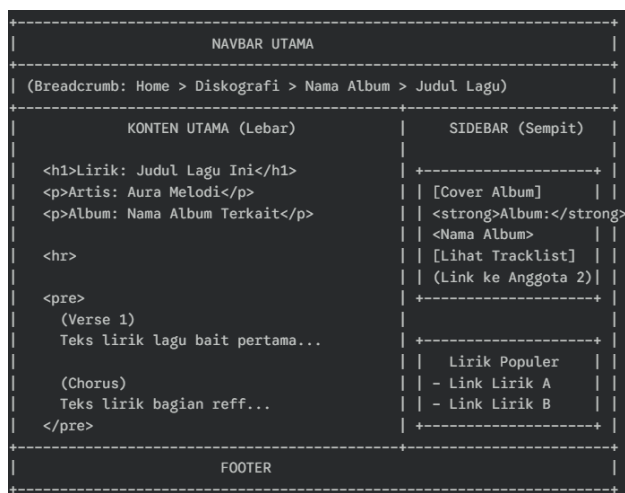 NAVBAR UTAMA
(Breadcrumb: Home > Diskografi > Nama Album > Judul Lagu)
KONTEN UTAMA (Lebar)
<h1>Lirik: Judul Lagu Ini</h1>
<p>Artis: Aura Melodi</p>
<p>Album: Nama Album Terkait</p>
<hr>
<pre>
(Verse 1)
Teks lirik lagu bait pertama...
(Chorus)
Teks lirik bagian reff...
</pre>
SIDEBAR (Sempit)
[Cover Album]
<strong>Album:</strong>
<Nama Album>
[Lihat Tracklist]
(Link ke Anggota 2)
Lirik Populer
- Link Lirik A
- Link Lirik B
FOOTER